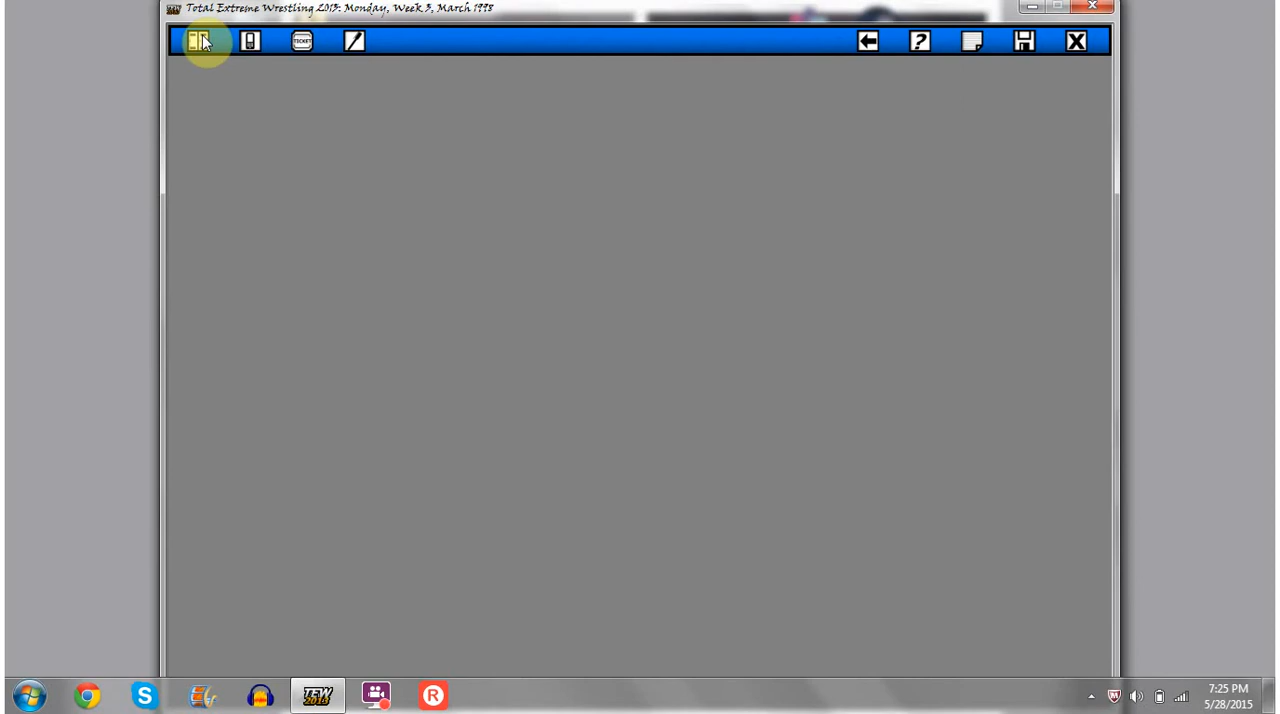 Total Extreme Wrestling 2013: Monday, Week 3, March 1998
TICKET
?
X
S
TEW
2013
R
M
7:25 PM
5/28/2015